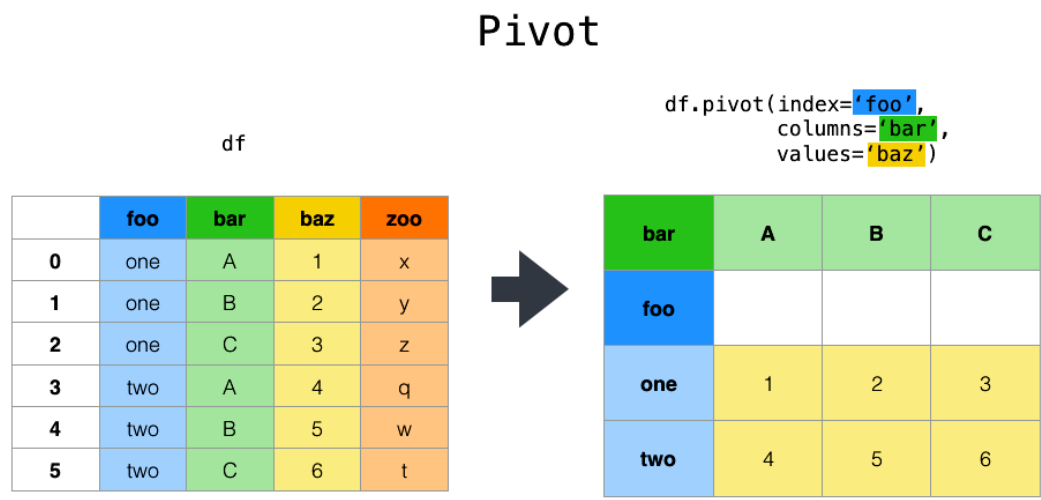 Pivot
df
foo bar baz zoo
0 one A 1 x
1 one B 2 y
2 one C 3 z
3 two A 4 q
4 two B 5 w
5 two C 6 t
df.pivot(index=‘foo’,
columns=‘bar’,
values=‘baz’)
bar A B C
foo
one 1 2 3
two 4 5 6